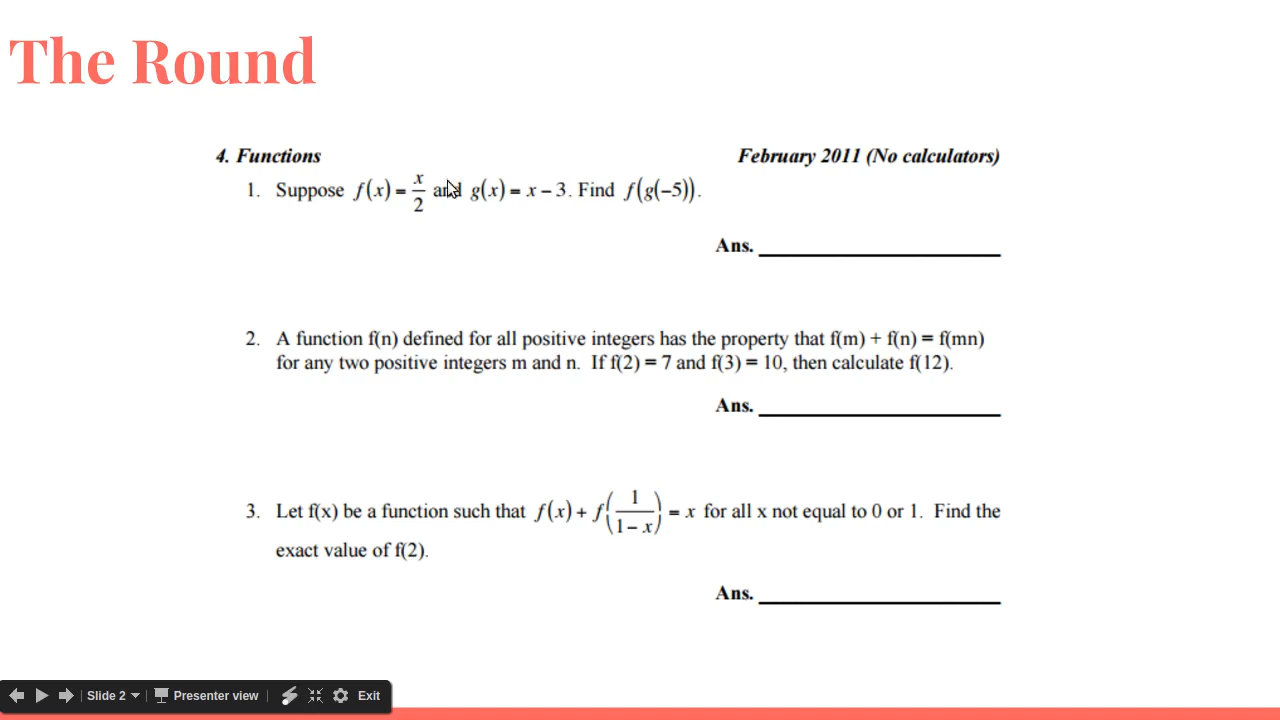 The Round
4. Functions February 2011 (No calculators)
1. Suppose f(x) = x/2 and g(x) = x − 3. Find f(g(−5)).
Ans.
2. A function f(n) defined for all positive integers has the property that f(m) + f(n) = f(mn)
for any two positive integers m and n. If f(2) = 7 and f(3) = 10, then calculate f(12).
Ans.
3. Let f(x) be a function such that f(x) + f(1/(1 − x)) = x for all x not equal to 0 or 1. Find the
exact value of f(2).
Ans.
Slide 2 Presenter view Exit